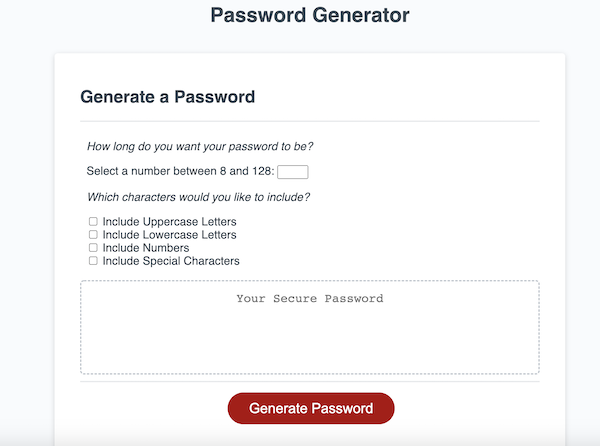 Password Generator
Generate a Password
How long do you want your password to be?
Select a number between 8 and 128:
Which characters would you like to include?
Include Uppercase Letters
Include Lowercase Letters
Include Numbers
Include Special Characters
Your Secure Password
Generate Password